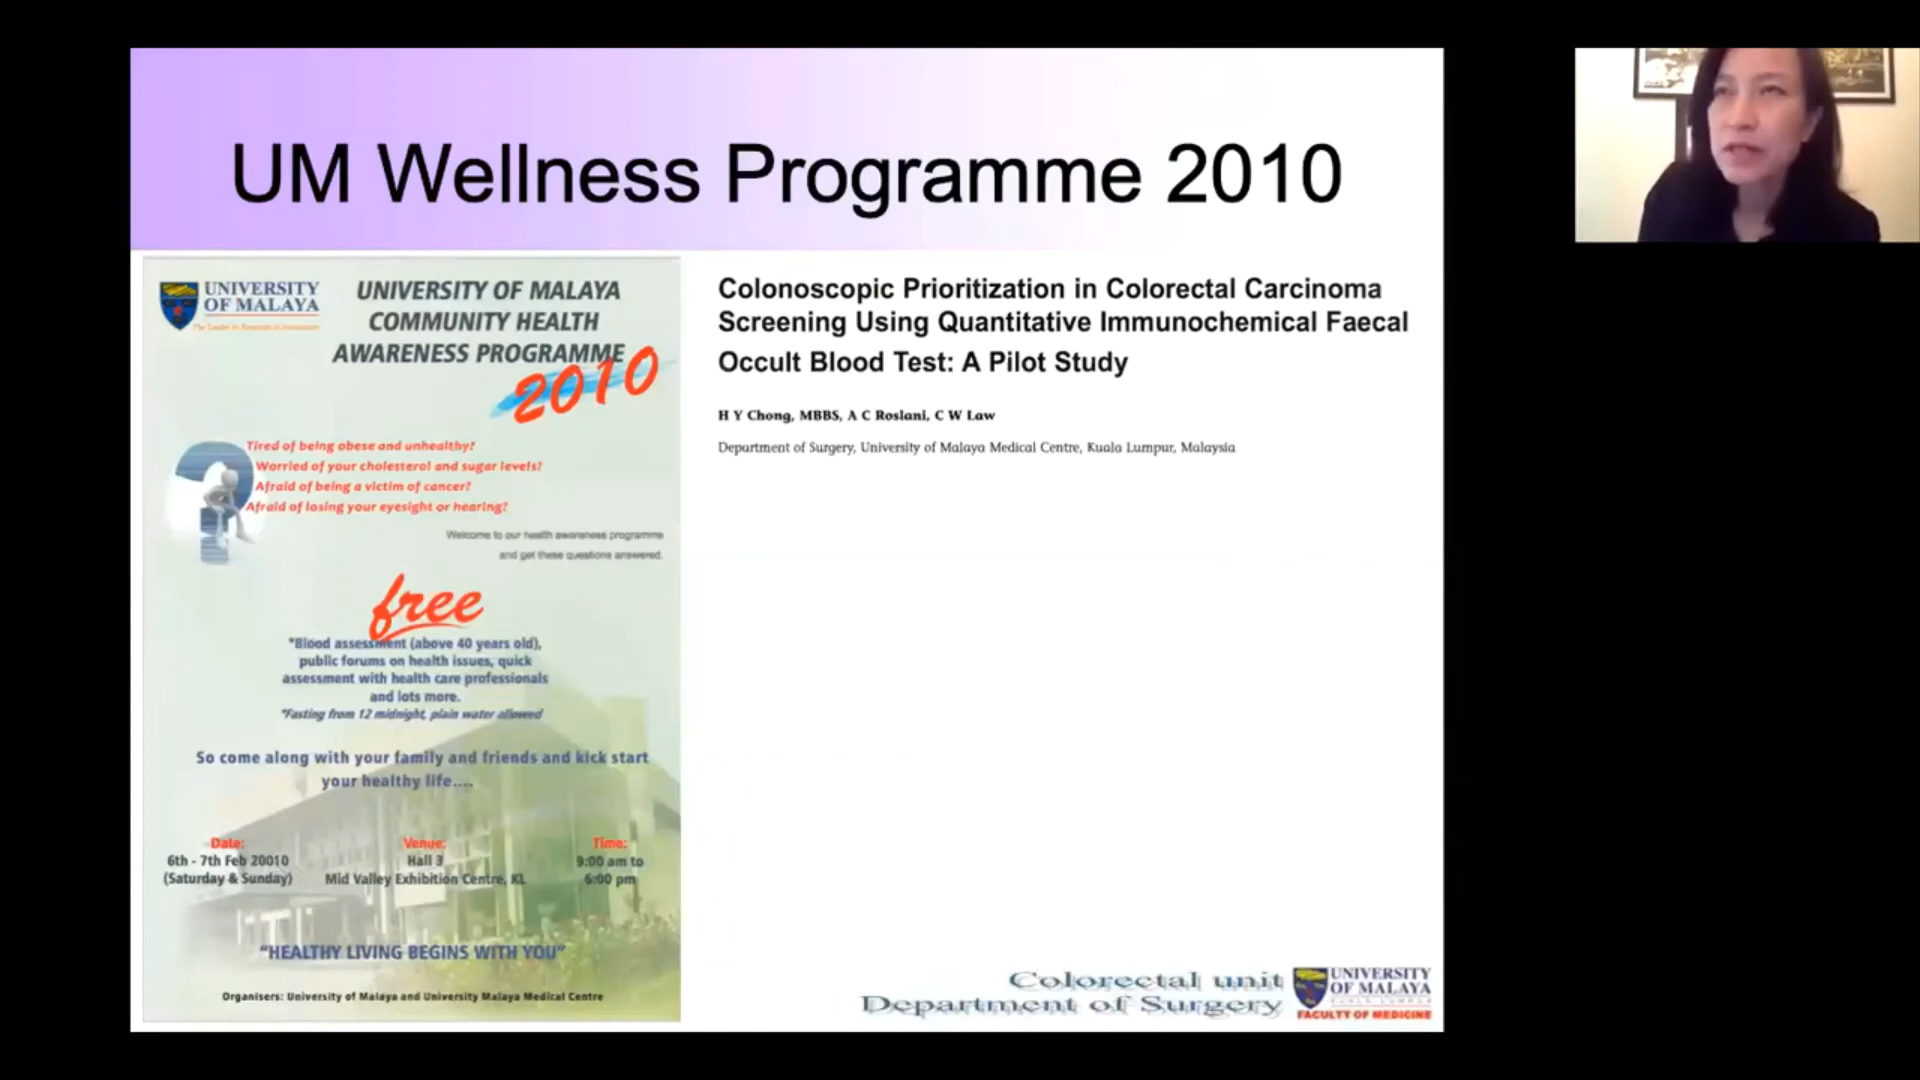 UM Wellness Programme 2010
UNIVERSITY
OF MALAYA
The Leader in Research & Innovation
UNIVERSITY OF MALAYA
COMMUNITY HEALTH
AWARENESS PROGRAMME
2010
Tired of being obese and unhealthy?
Worried of your cholesterol and sugar levels?
Afraid of being a victim of cancer?
Afraid of losing your eyesight or hearing?
Welcome to our health awareness programme
and get these questions answered.
free
*Blood assessment (above 40 years old),
public forums on health issues, quick
assessment with health care professionals
and lots more.
*Fasting from 12 midnight, plain water allowed
So come along with your family and friends and kick start
your healthy life....
Date:
6th - 7th Feb 20010
(Saturday & Sunday)
Venue:
Hall 3
Mid Valley Exhibition Centre, KL
Time:
9:00 am to
6:00 pm
“HEALTHY LIVING BEGINS WITH YOU”
Organisers: University of Malaya and University Malaya Medical Centre
Colonoscopic Prioritization in Colorectal Carcinoma
Screening Using Quantitative Immunochemical Faecal
Occult Blood Test: A Pilot Study
H Y Chong, MBBS, A C Roslani, C W Law
Department of Surgery, University of Malaya Medical Centre, Kuala Lumpur, Malaysia
Colorectal unit
Department of Surgery
UNIVERSITY
OF MALAYA
KUALA LUMPUR
FACULTY OF MEDICINE